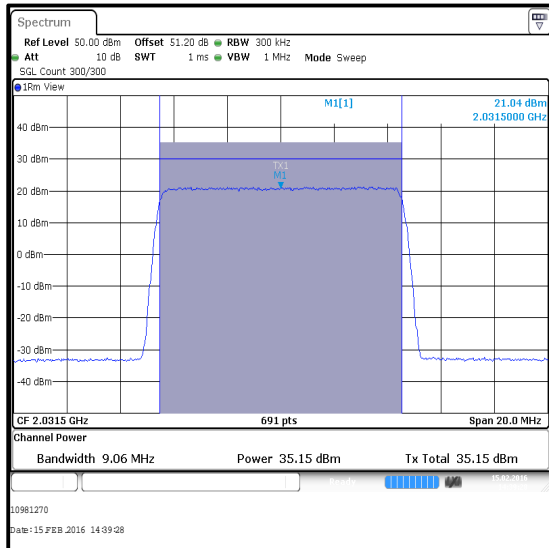 Spectrum
Ref Level 50.00 dBm Offset 51.20 dB RBW 300 kHz
Att 10 dB SWT 1 ms VBW 1 MHz Mode Sweep
SGL Count 300/300
1Rm View
M1[1] 21.04 dBm
2.0315000 GHz
40 dBm
30 dBm
TX1
M1
20 dBm
10 dBm
0 dBm
-10 dBm
-20 dBm
-30 dBm
-40 dBm
CF 2.0315 GHz 691 pts Span 20.0 MHz
Channel Power
Bandwidth 9.06 MHz Power 35.15 dBm Tx Total 35.15 dBm
Ready 15.02.2016
10981270
Date: 15 FEB.2016 14:39:28